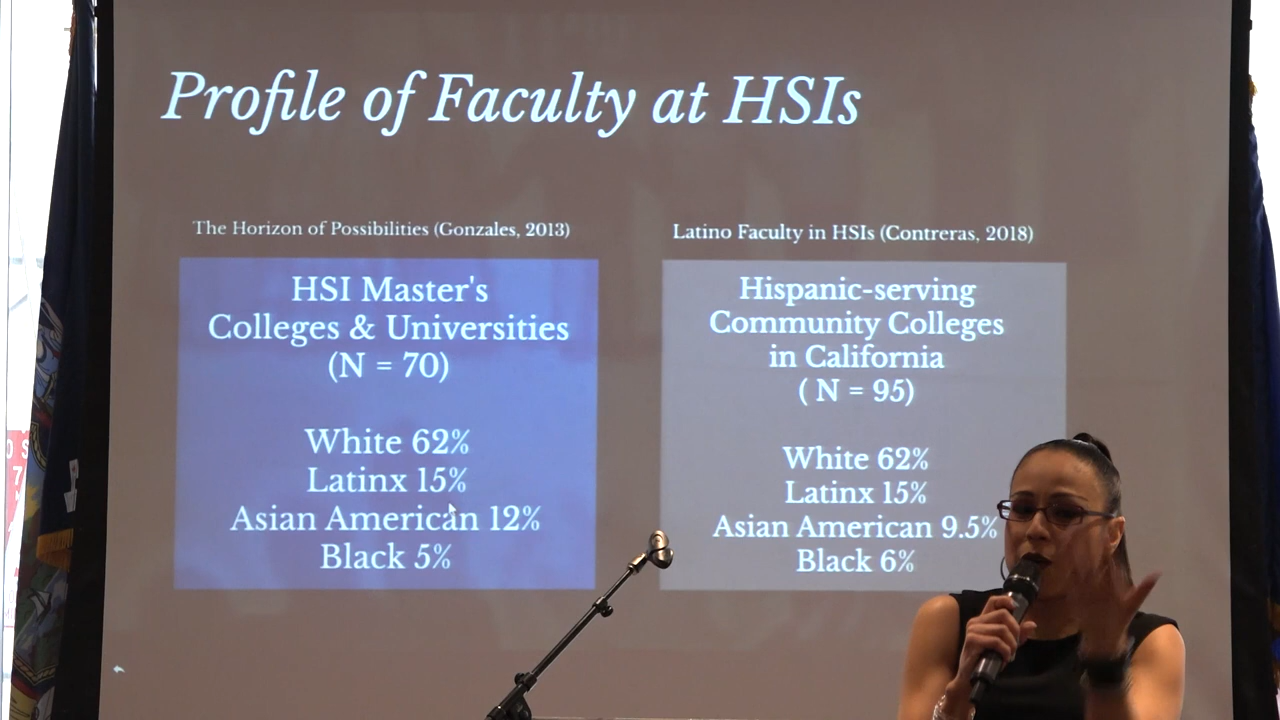 Profile of Faculty at HSIs
The Horizon of Possibilities (Gonzales, 2013)
HSI Master's
Colleges & Universities
(N = 70)
White 62%
Latinx 15%
Asian American 12%
Black 5%
Latino Faculty in HSIs (Contreras, 2018)
Hispanic-serving
Community Colleges
in California
( N = 95)
White 62%
Latinx 15%
Asian American 9.5%
Black 6%